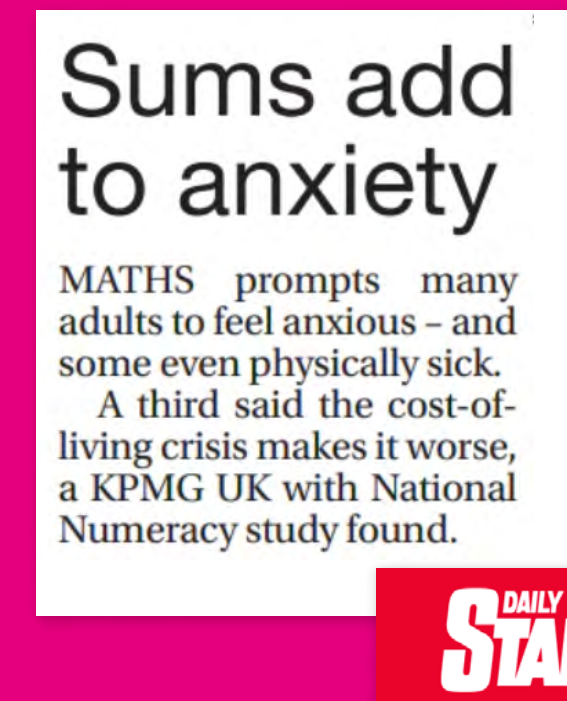 Sums add
to anxiety
MATHS prompts many
adults to feel anxious – and
some even physically sick.
A third said the cost-of-
living crisis makes it worse,
a KPMG UK with National
Numeracy study found.
DAILY